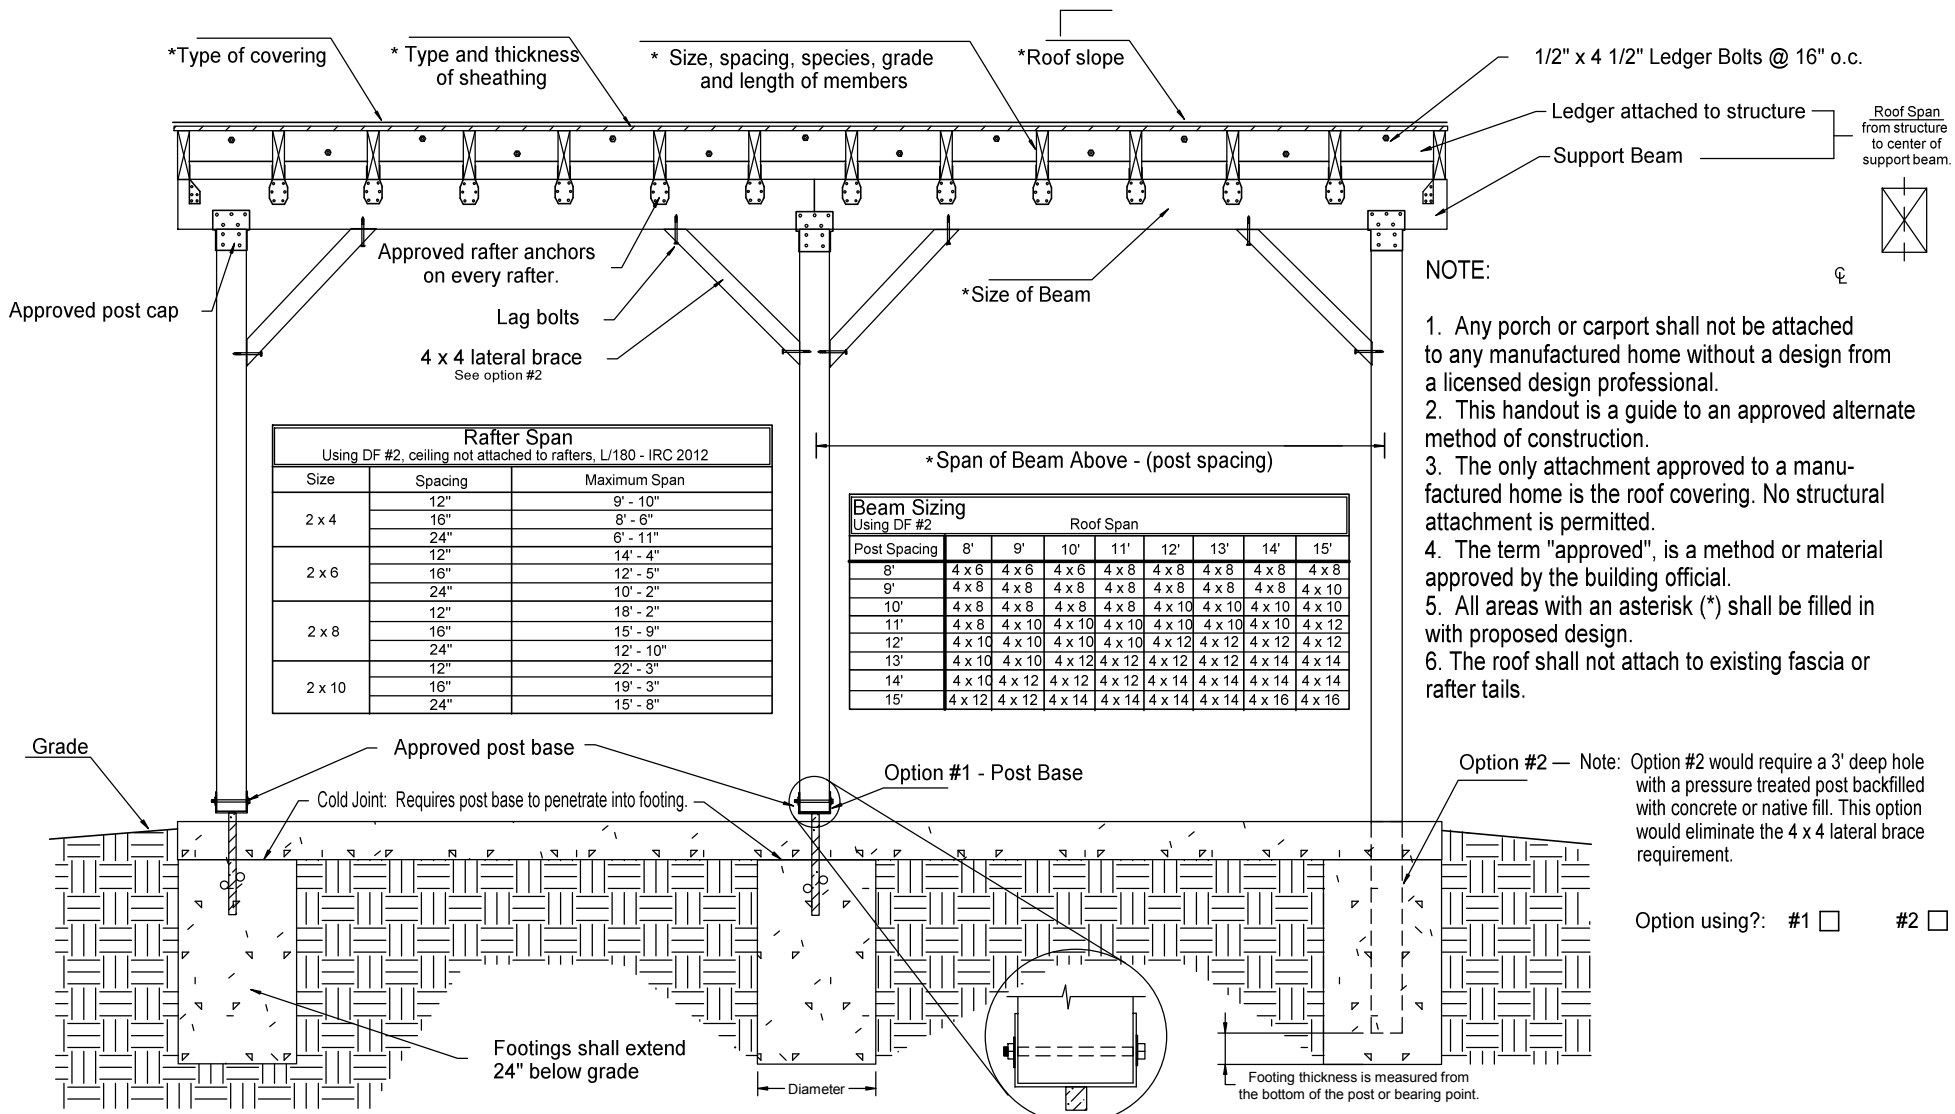 *Type of covering
* Type and thickness
of sheathing
* Size, spacing, species, grade
and length of members
*Roof slope
1/2" x 4 1/2" Ledger Bolts @ 16" o.c.
Ledger attached to structure
Support Beam
Roof Span
from structure
to center of
support beam.
Approved post cap
Approved rafter anchors
on every rafter.
Lag bolts
4 x 4 lateral brace
See option #2
*Size of Beam
℄
NOTE:
1. Any porch or carport shall not be attached
to any manufactured home without a design from
a licensed design professional.
2. This handout is a guide to an approved alternate
method of construction.
3. The only attachment approved to a manu-
factured home is the roof covering. No structural
attachment is permitted.
4. The term "approved", is a method or material
approved by the building official.
5. All areas with an asterisk (*) shall be filled in
with proposed design.
6. The roof shall not attach to existing fascia or
rafter tails.
Rafter Span
Using DF #2, ceiling not attached to rafters, L/180 - IRC 2012
Size Spacing Maximum Span
2 x 4
12" 9' - 10"
16" 8' - 6"
24" 6' - 11"
2 x 6
12" 14' - 4"
16" 12' - 5"
24" 10' - 2"
2 x 8
12" 18' - 2"
16" 15' - 9"
24" 12' - 10"
2 x 10
12" 22' - 3"
16" 19' - 3"
24" 15' - 8"
*Span of Beam Above - (post spacing)
Beam Sizing
Using DF #2 Roof Span
Post Spacing 8' 9' 10' 11' 12' 13' 14' 15'
8' 4 x 6 4 x 6 4 x 6 4 x 8 4 x 8 4 x 8 4 x 8 4 x 8
9' 4 x 8 4 x 8 4 x 8 4 x 8 4 x 8 4 x 8 4 x 8 4 x 10
10' 4 x 8 4 x 8 4 x 8 4 x 8 4 x 10 4 x 10 4 x 10 4 x 10
11' 4 x 8 4 x 10 4 x 10 4 x 10 4 x 10 4 x 10 4 x 10 4 x 12
12' 4 x 10 4 x 10 4 x 10 4 x 10 4 x 12 4 x 12 4 x 12 4 x 12
13' 4 x 10 4 x 10 4 x 12 4 x 12 4 x 12 4 x 12 4 x 14 4 x 14
14' 4 x 10 4 x 12 4 x 12 4 x 12 4 x 14 4 x 14 4 x 14 4 x 14
15' 4 x 12 4 x 12 4 x 14 4 x 14 4 x 14 4 x 14 4 x 16 4 x 16
Grade
Approved post base
Cold Joint: Requires post base to penetrate into footing.
Option #1 - Post Base
Option #2 — Note: Option #2 would require a 3' deep hole
with a pressure treated post backfilled
with concrete or native fill. This option
would eliminate the 4 x 4 lateral brace
requirement.
Option using?: #1 #2
Footings shall extend
24" below grade
Diameter
Footing thickness is measured from
the bottom of the post or bearing point.